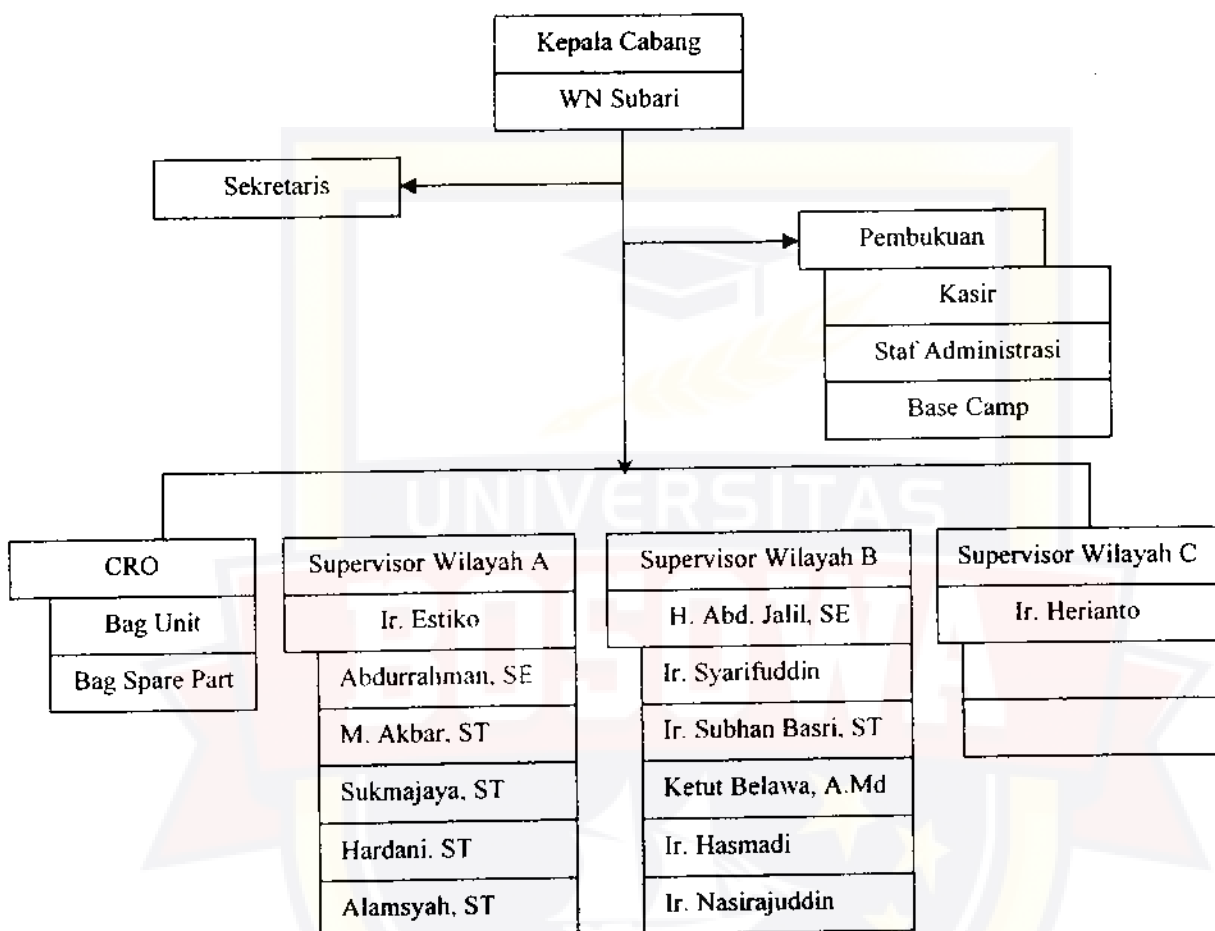 Kepala Cabang
WN Subari
Sekretaris
Pembukuan
Kasir
Staf Administrasi
Base Camp
UNIVERSITAS
BOSOWA
CRO
Bag Unit
Bag Spare Part
Supervisor Wilayah A
Ir. Estiko
Abdurrahman, SE
M. Akbar, ST
Sukmajaya, ST
Hardani. ST
Alamsyah, ST
Supervisor Wilayah B
H. Abd. Jalil, SE
Ir. Syarifuddin
Ir. Subhan Basri, ST
Ketut Belawa, A.Md
Ir. Hasmadi
Ir. Nasirajuddin
Supervisor Wilayah C
Ir. Herianto